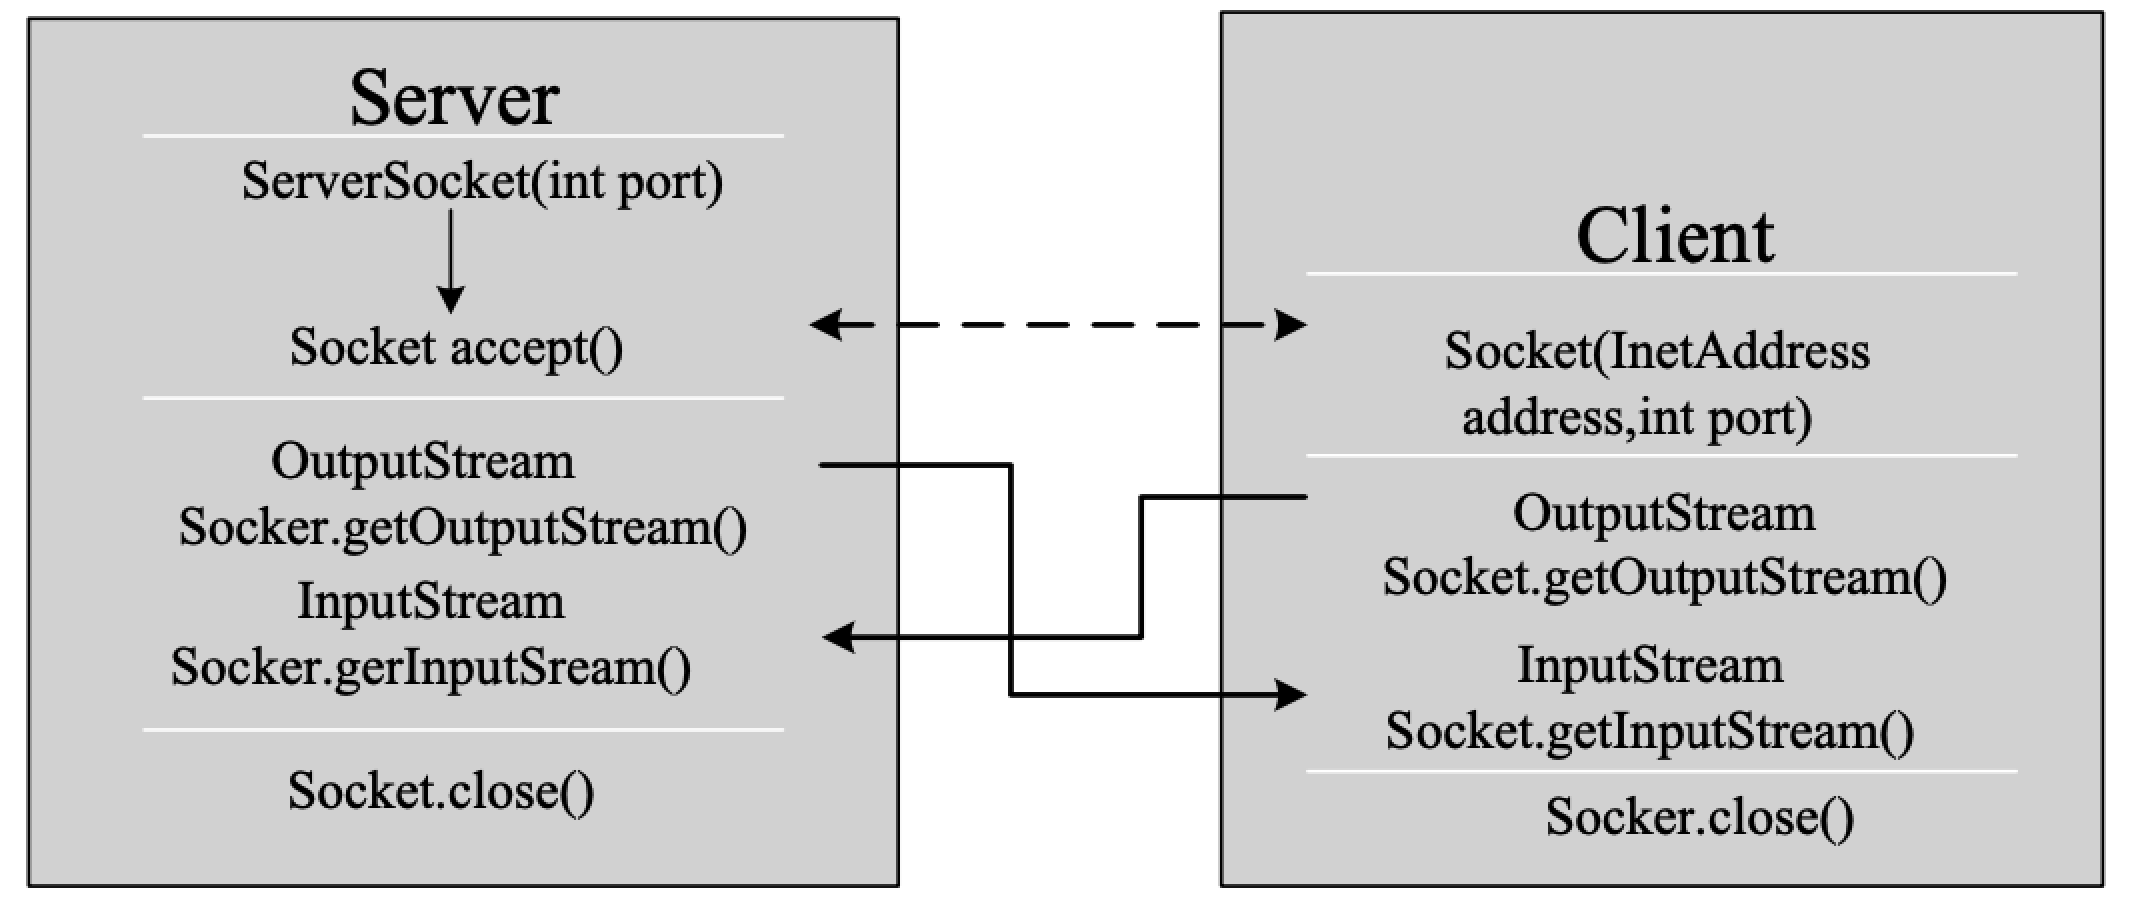 Server
ServerSocket(int port)
Socket accept()
OutputStream
Socker.getOutputStream()
InputStream
Socker.gerInputSream()
Socket.close()
Client
Socket(InetAddress
address,int port)
OutputStream
Socket.getOutputStream()
InputStream
Socket.getInputStream()
Socker.close()